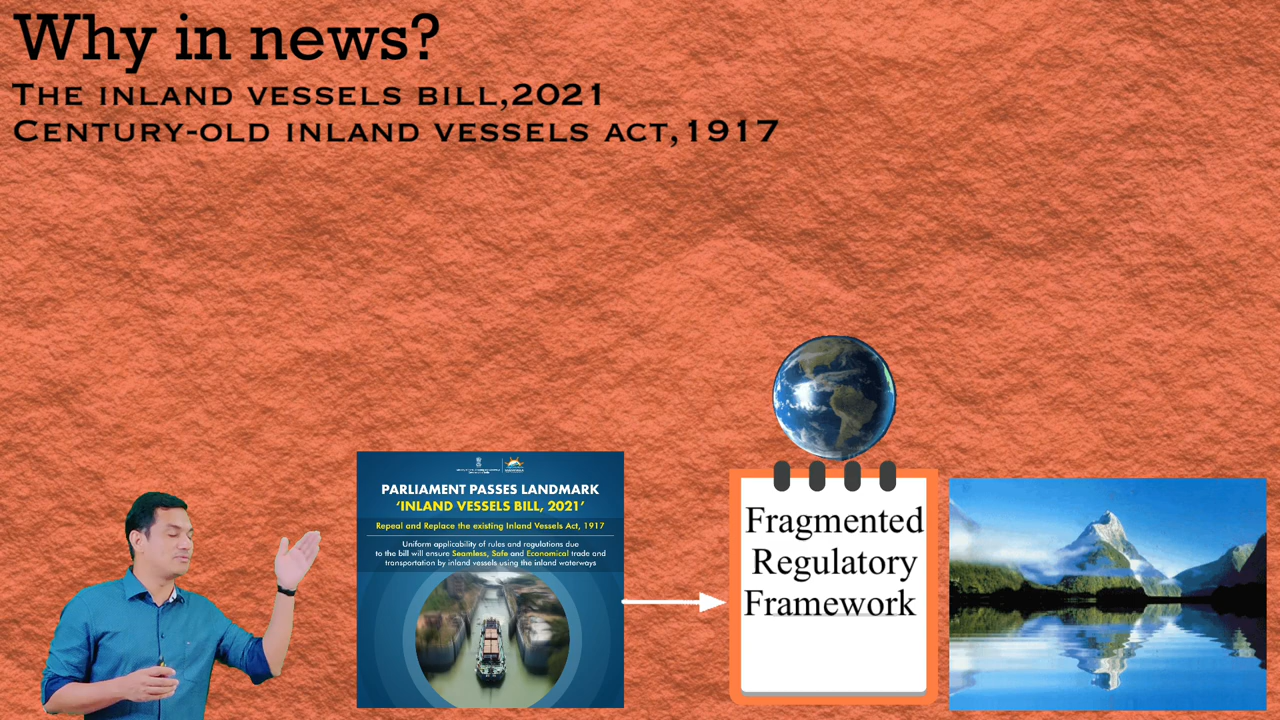 Why in news?
THE INLAND VESSELS BILL,2021
CENTURY-OLD INLAND VESSELS ACT,1917
PARLIAMENT PASSES LANDMARK
‘INLAND VESSELS BILL, 2021’
Repeal and Replace the existing Inland Vessels Act, 1917
Uniform applicability of rules and regulations due
to the bill will ensure Seamless, Safe and Economical trade and
transportation by inland vessels using the inland waterways
Fragmented
Regulatory
Framework